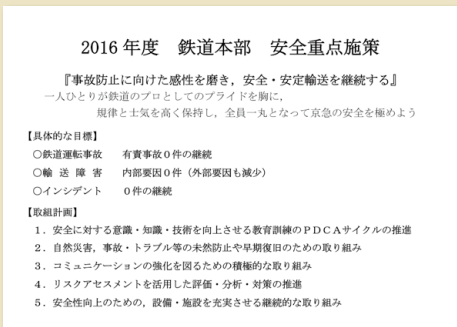 2016 年度　鉄道本部　安全重点施策
『事故防止に向けた感性を磨き，安全・安定輸送を継続する』
一人ひとりが鉄道のプロとしてのプライドを胸に，
規律と士気を高く保持し，全員一丸となって京急の安全を極めよう
【具体的な目標】
○鉄道運転事故　有責事故０件の継続
○輸 送 障 害　内部要因０件（外部要因も減少）
○インシデント　０件の継続
【取組計画】
１．安全に対する意識・知識・技術を向上させる教育訓練のＰＤＣＡサイクルの推進
２．自然災害，事故・トラブル等の未然防止や早期復旧のための取り組み
３．コミュニケーションの強化を図るための積極的な取り組み
４．リスクアセスメントを活用した評価・分析・対策の推進
５．安全性向上のための，設備・施設を充実させる継続的な取り組み